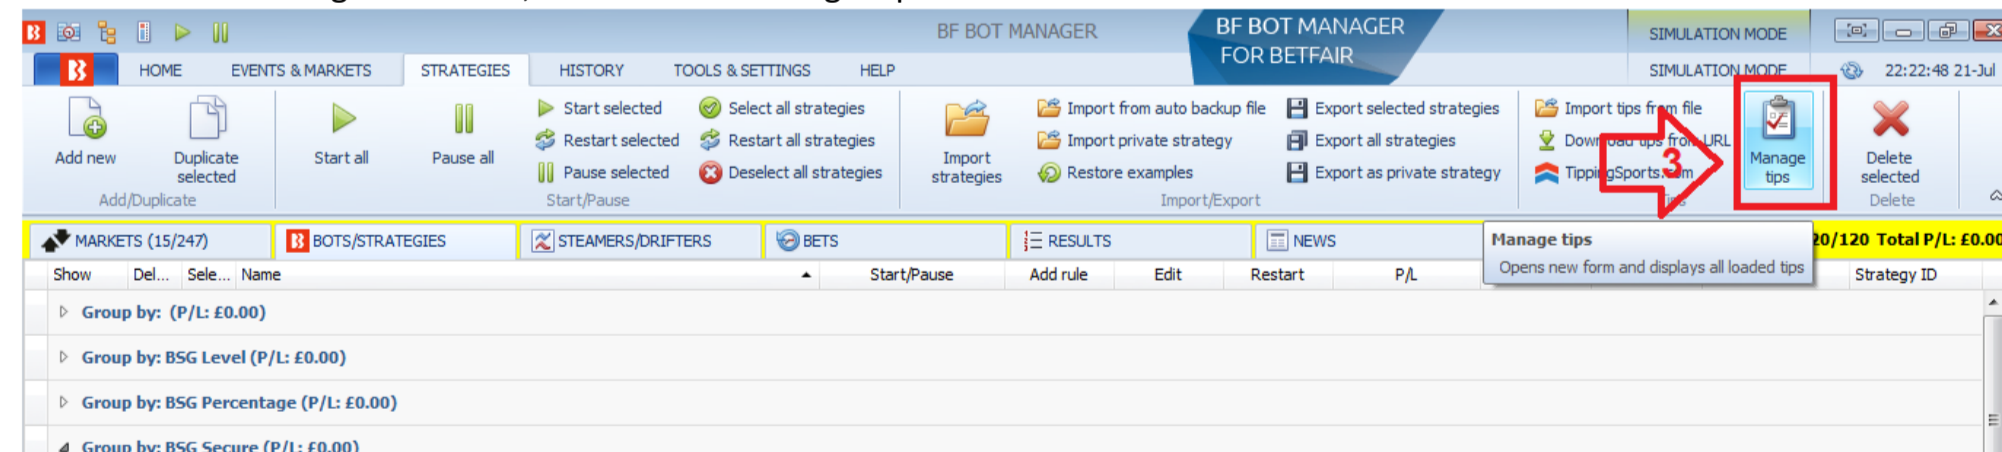 BF BOT MANAGER
BF BOT MANAGER
FOR BETFAIR
SIMULATION MODE
HOME EVENTS & MARKETS STRATEGIES HISTORY TOOLS & SETTINGS HELP
SIMULATION MODE 22:22:48 21-Jul
Add new
Duplicate
selected
Add/Duplicate
Start all
Pause all
Start selected
Restart selected
Pause selected
Select all strategies
Restart all strategies
Deselect all strategies
Start/Pause
Import
strategies
Import from auto backup file
Import private strategy
Restore examples
Export selected strategies
Export all strategies
Export as private strategy
Import/Export
Import tips from file
Download tips from URL
TippingSports.com
Tips
3
Manage
tips
Delete
selected
Delete
MARKETS (15/247) BOTS/STRATEGIES STEAMERS/DRIFTERS BETS RESULTS NEWS
20/120 Total P/L: £0.00
Manage tips
Opens new form and displays all loaded tips
Show Del... Sele... Name Start/Pause Add rule Edit Restart P/L Strategy ID
Group by: (P/L: £0.00)
Group by: BSG Level (P/L: £0.00)
Group by: BSG Percentage (P/L: £0.00)
Group by: BSG Secure (P/L: £0.00)